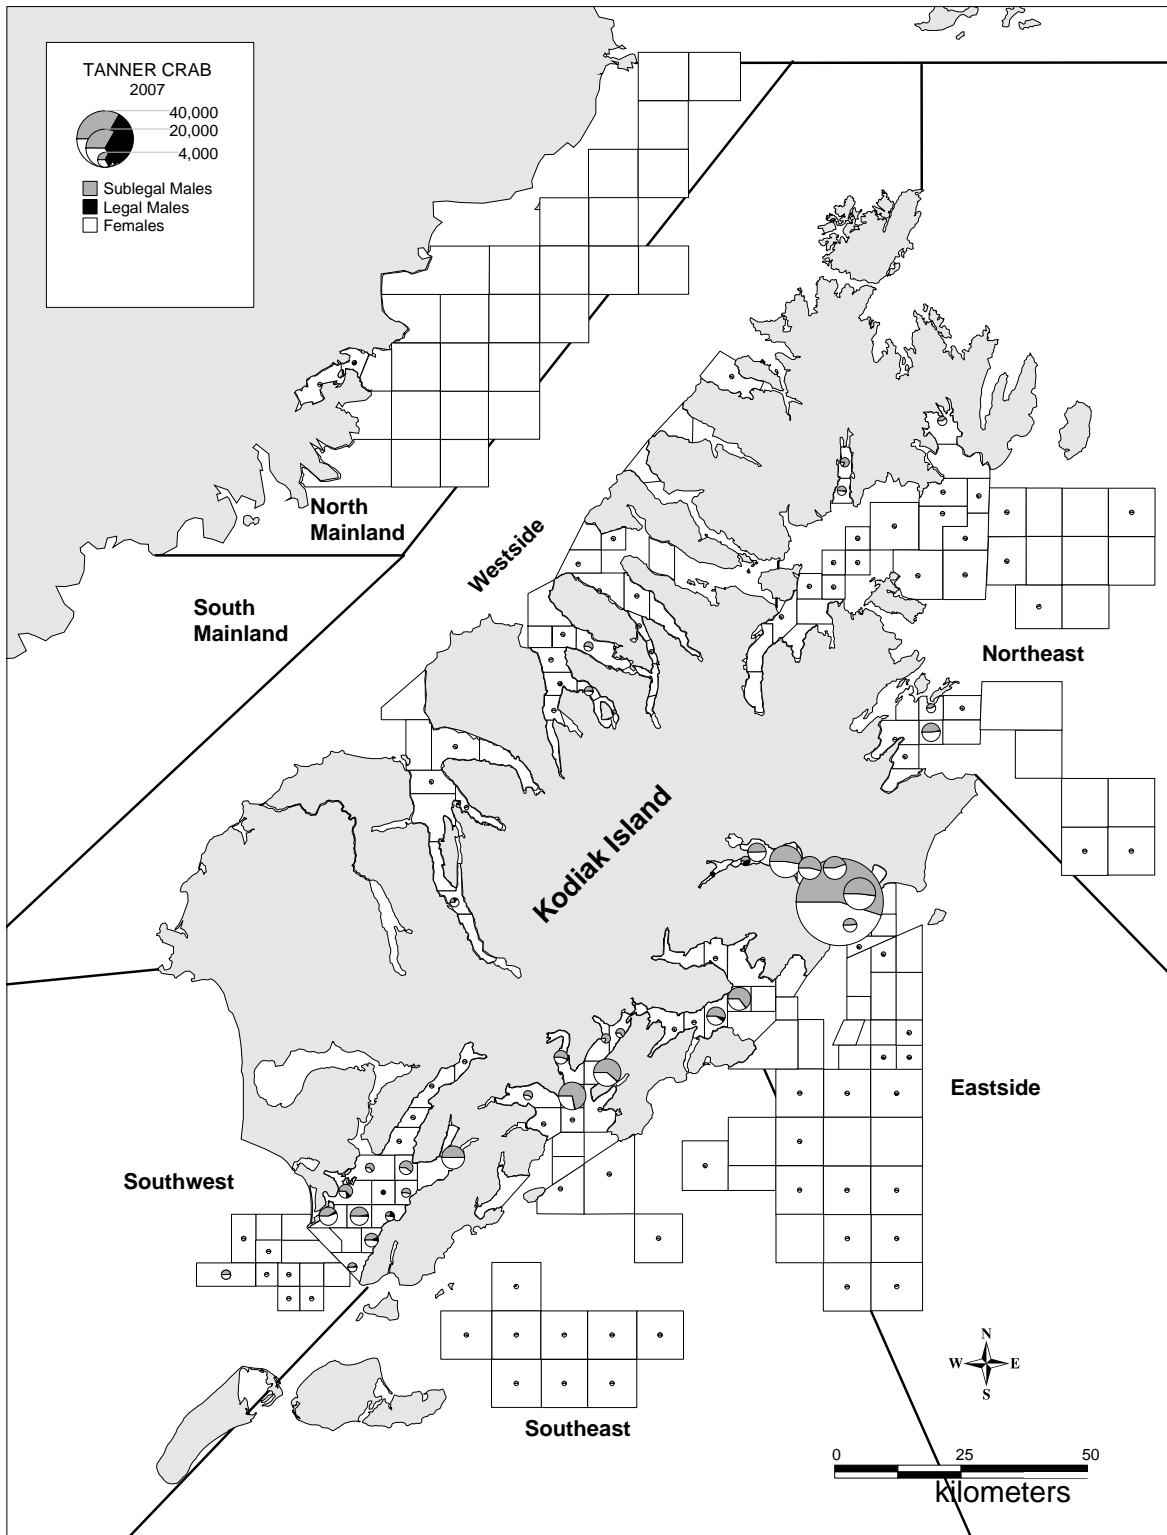 TANNER CRAB
2007
40,000
20,000
4,000
Sublegal Males
Legal Males
Females
North
Mainland
South
Mainland
Westside
Northeast
Kodiak Island
Eastside
Southwest
Southeast
N
W E
S
0 25 50
kilometers